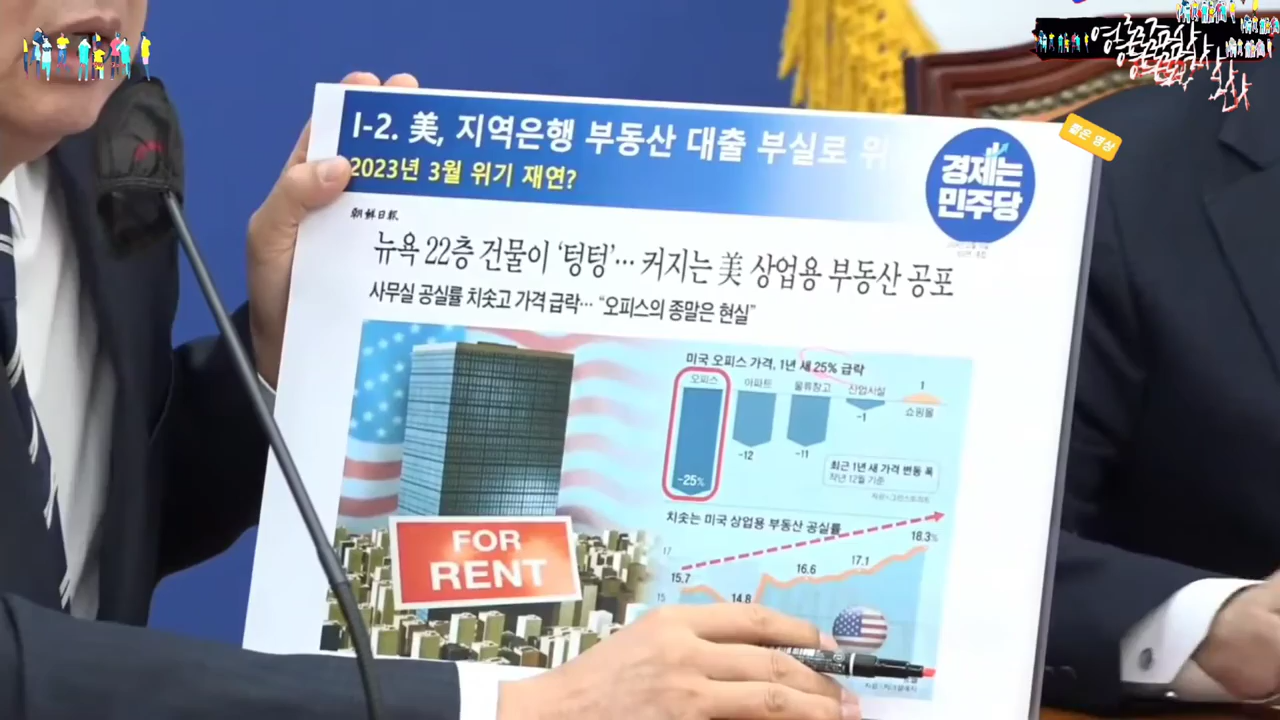 짧은 영상
I-2. 美, 지역은행 부동산 대출 부실로 위
2023년 3월 위기 재연?
경제는
민주당
朝鮮日報
뉴욕 22층 건물이 ‘텅텅’… 커지는 美 상업용 부동산 공포
사무실 공실률 치솟고 가격 급락… “오피스의 종말은 현실”
미국 오피스 가격, 1년 새 25% 급락
오피스 아파트 물류창고 산업시설 1
쇼핑몰
-1
-12 -11
-25%
최근 1년 새 가격 변동 폭
작년 12월 기준
치솟는 미국 상업용 부동산 공실률
18.3%
17
17.1
16.6
15.7
14.8
15
FOR
RENT